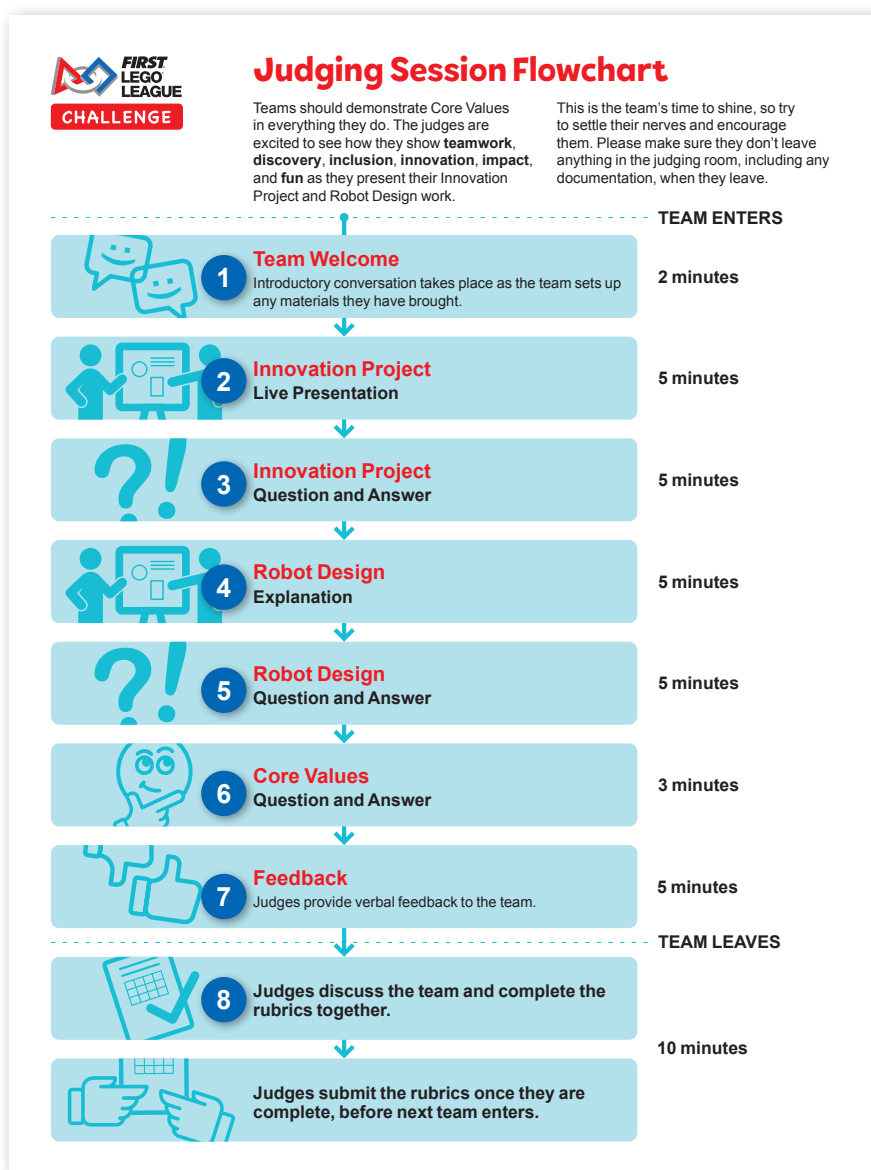 FIRST
LEGO
LEAGUE
CHALLENGE
Judging Session Flowchart
Teams should demonstrate Core Values
in everything they do. The judges are
excited to see how they show teamwork,
discovery, inclusion, innovation, impact,
and fun as they present their Innovation
Project and Robot Design work.
This is the team’s time to shine, so try
to settle their nerves and encourage
them. Please make sure they don’t leave
anything in the judging room, including any
documentation, when they leave.
TEAM ENTERS
1
Team Welcome
Introductory conversation takes place as the team sets up
any materials they have brought.
2 minutes
2
Innovation Project
Live Presentation
5 minutes
3
Innovation Project
Question and Answer
5 minutes
4
Robot Design
Explanation
5 minutes
5
Robot Design
Question and Answer
5 minutes
6
Core Values
Question and Answer
3 minutes
7
Feedback
Judges provide verbal feedback to the team.
5 minutes
TEAM LEAVES
8
Judges discuss the team and complete the
rubrics together.
10 minutes
Judges submit the rubrics once they are
complete, before next team enters.